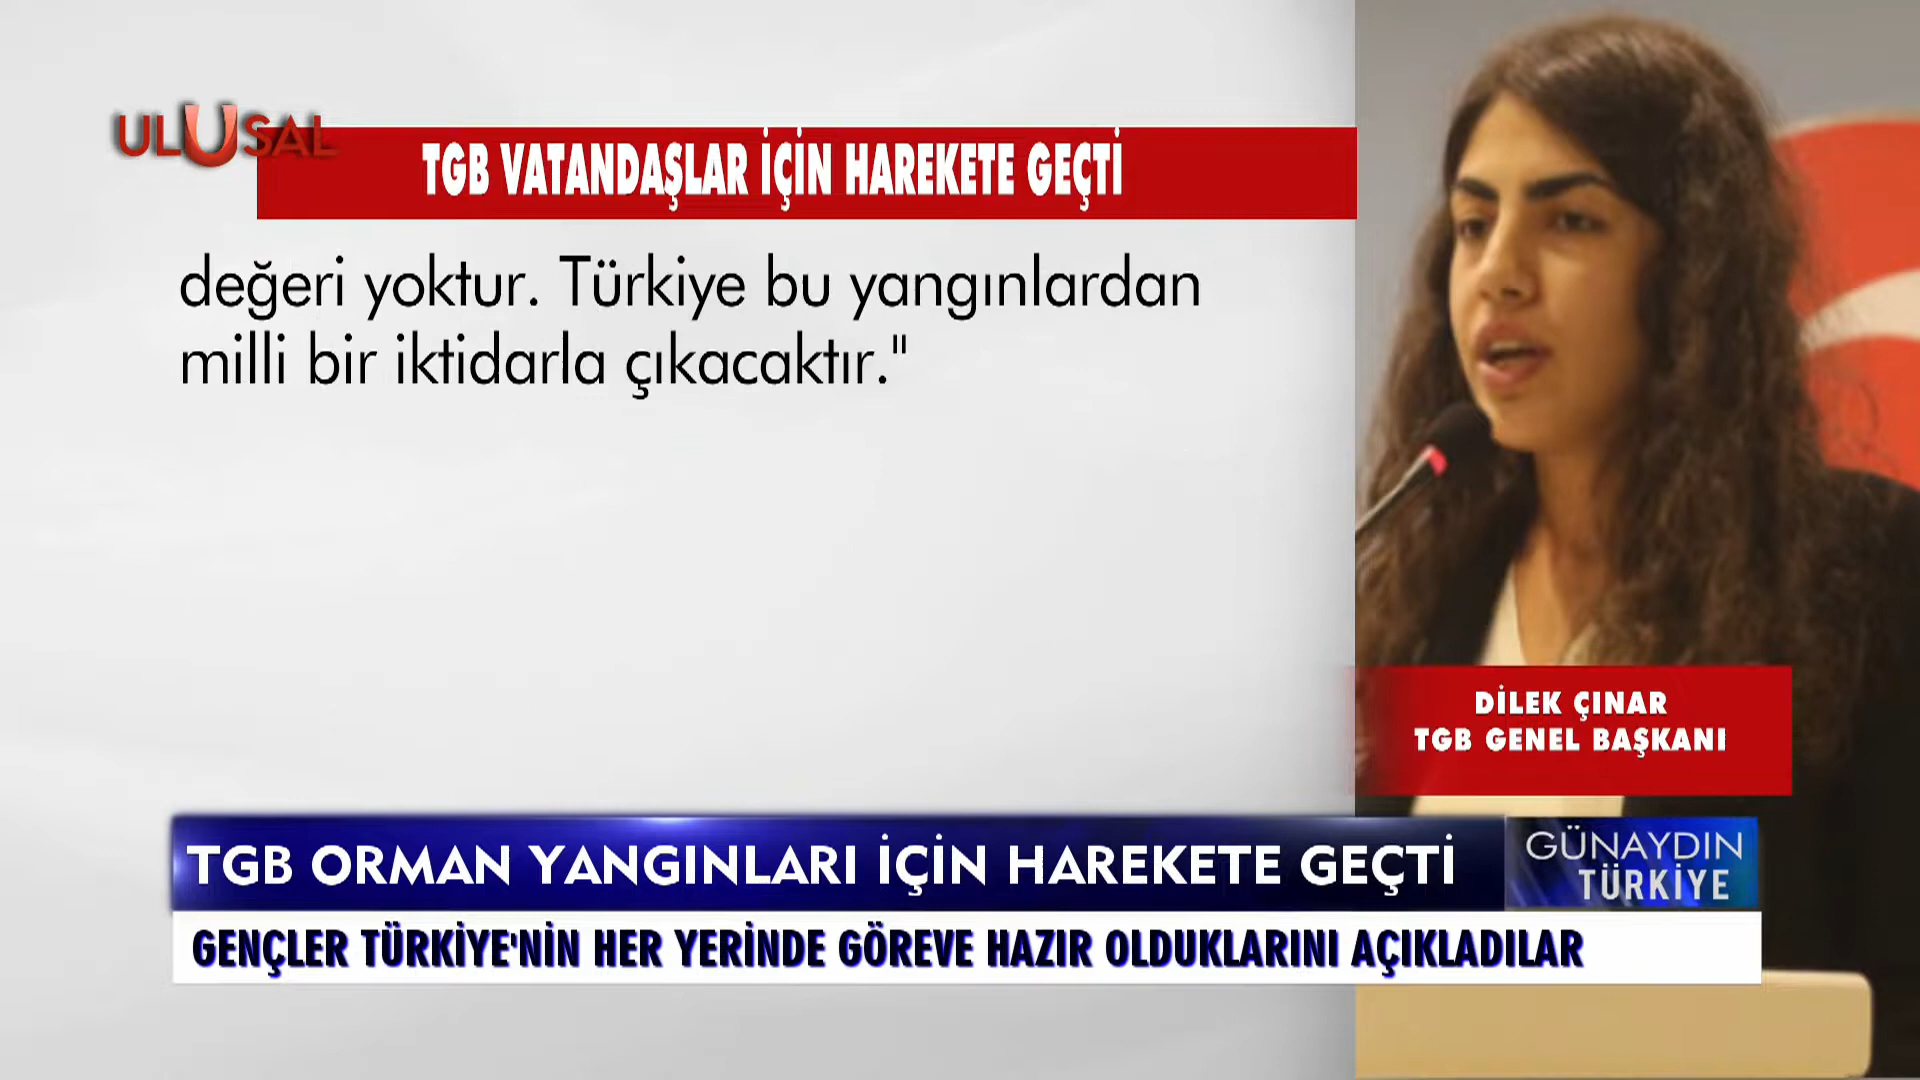 ULUSAL
TGB VATANDAŞLAR İÇİN HAREKETE GEÇTİ
değeri yoktur. Türkiye bu yangınlardan
milli bir iktidarla çıkacaktır."
DİLEK ÇINAR
TGB GENEL BAŞKANI
TGB ORMAN YANGINLARI İÇİN HAREKETE GEÇTİ
GÜNAYDIN
TÜRKİYE
GENÇLER TÜRKİYE'NİN HER YERİNDE GÖREVE HAZIR OLDUKLARINI AÇIKLADILAR